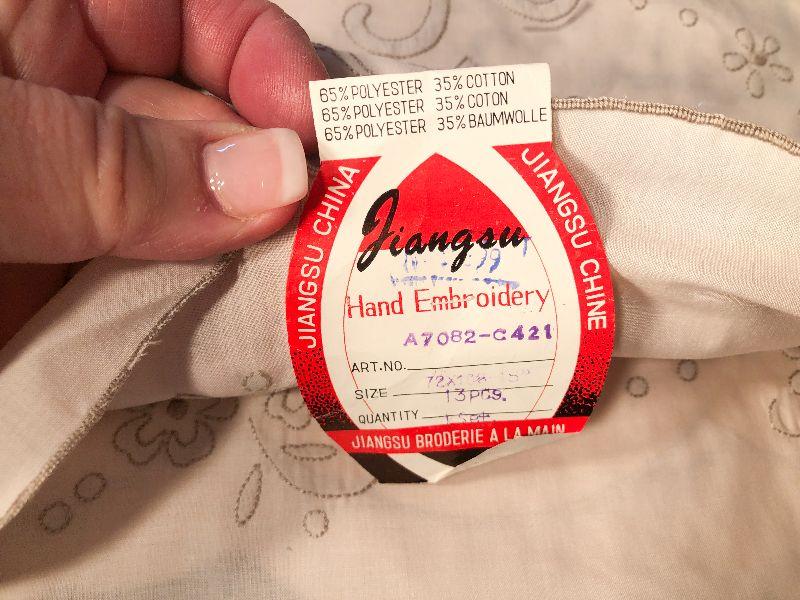 65% POLYESTER 35% COTTON
65% POLYESTER 35% COTON
65% POLYESTER 35% BAUMWOLLE
JIANGSU CHINA
JIANGSU CHINE
Jiangsu
Hand Embroidery
A7082-C421
ART.NO.
SIZE
13PCS.
QUANTITY
JIANGSU BRODERIE A LA MAIN